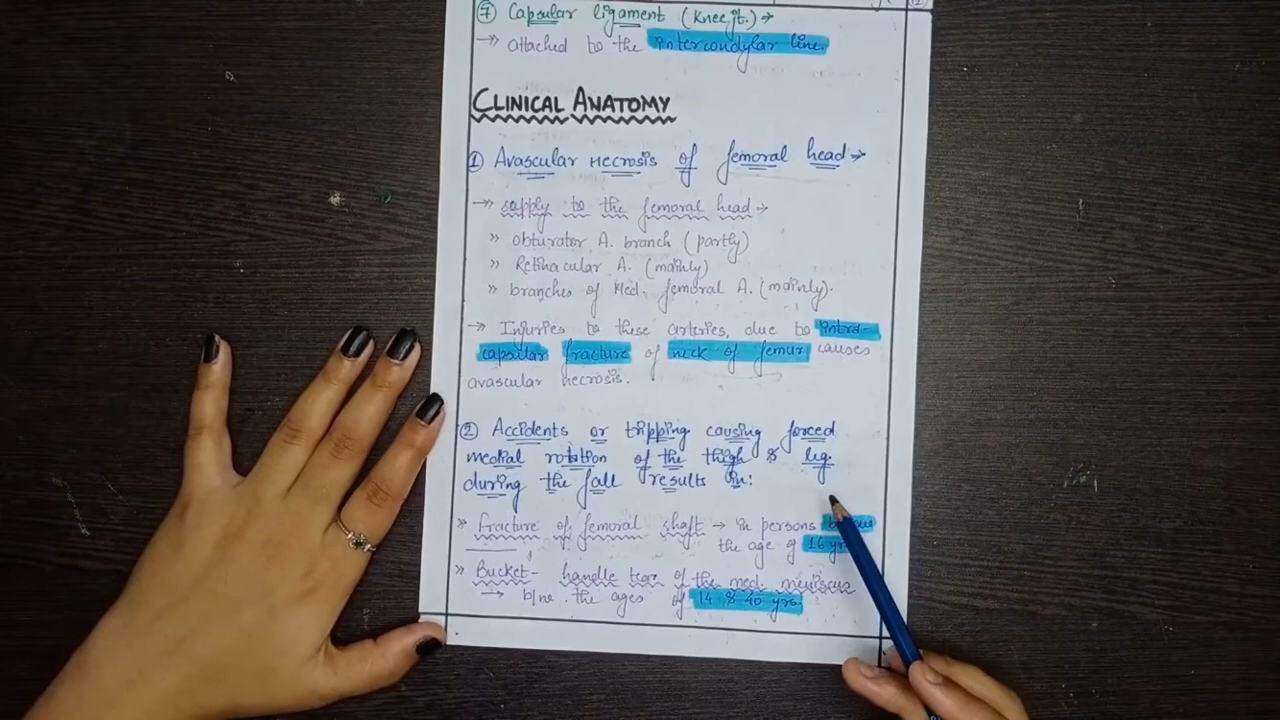 ⑦ Capsular ligament (Knee jt.) →
→» attached to the intercondylar line.
CLINICAL ANATOMY
① Avascular necrosis of femoral head →
→» supply to the femoral head →
» obturator A. branch (partly)
» Retinacular A. (mainly)
» branches of Med. femoral A. (mainly).
→» Injuries to these arteries, due to intra-
capsular fracture of neck of femur causes
avascular necrosis.
② Accidents or tripping causing forced
medial rotation of the thigh & leg
during the fall results in:
» fracture of femoral shaft → in persons
the age of 16 yr
» Bucket-handle tear of the med. meniscus
→ b/w. the ages of 14 & 40 yrs.